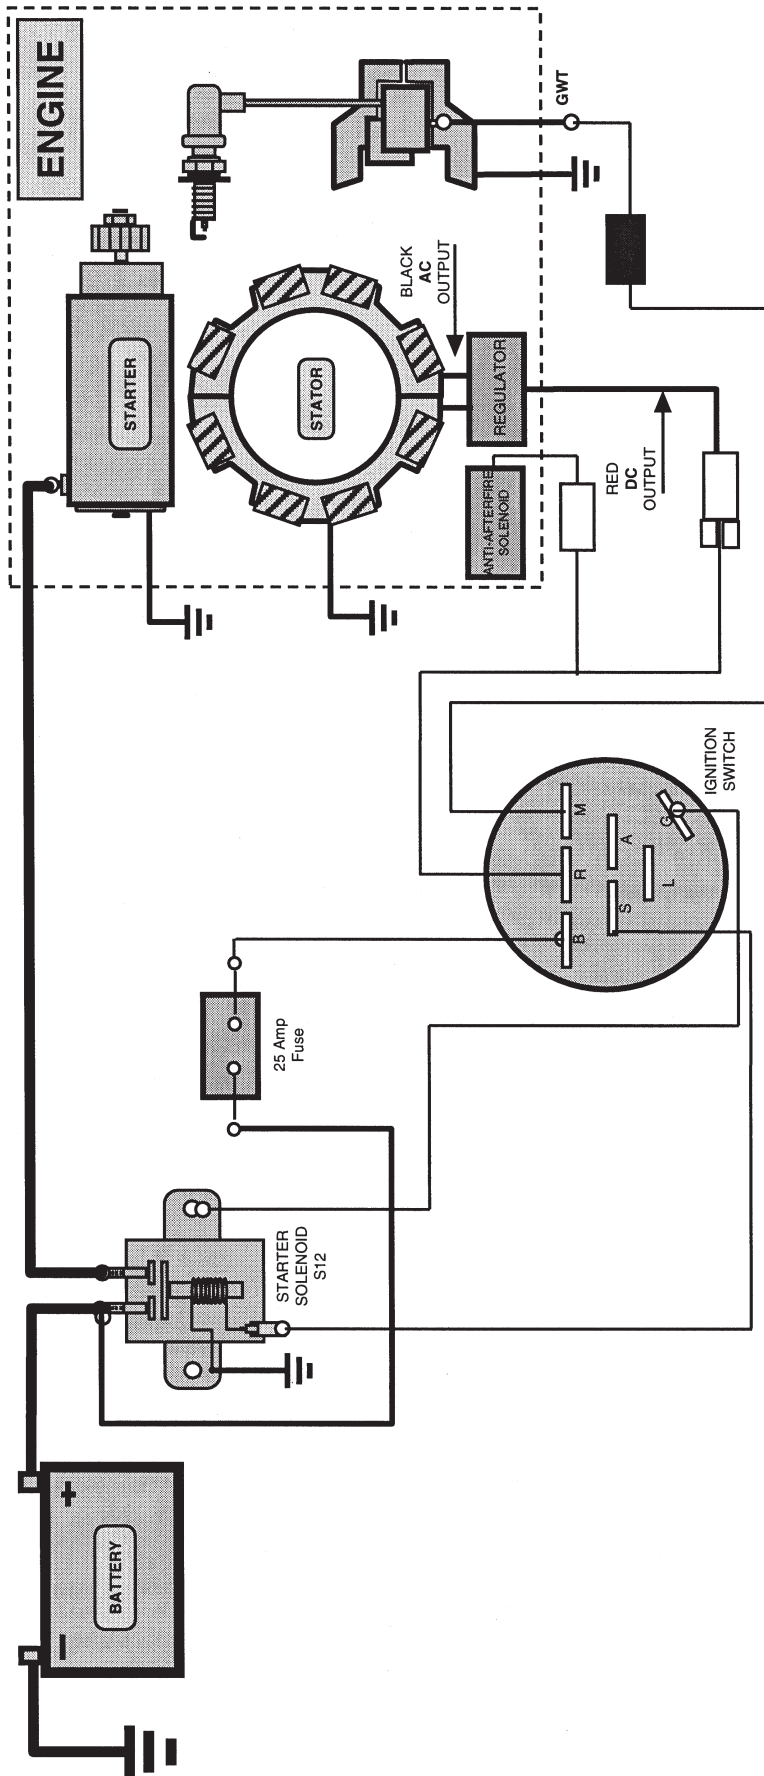 ENGINE
STARTER
STATOR
BLACK
AC
OUTPUT
GWT
REGULATOR
ANTI-AFTERFIRE
SOLENOID
RED
DC
OUTPUT
IGNITION
SWITCH
M
R
B
G
A
S
L
25 Amp
Fuse
STARTER
SOLENOID
S12
BATTERY
+
−